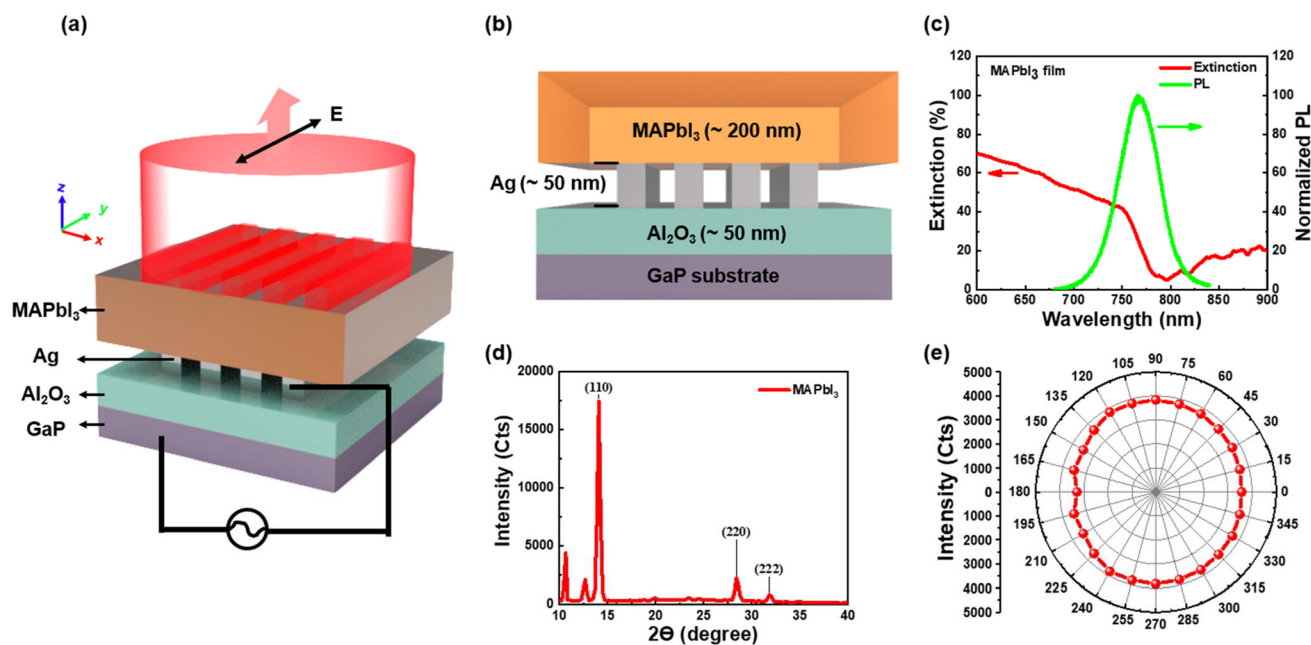 (a)
E
z
y
x
MAPbI₃
Ag
Al₂O₃
GaP
(b)
MAPbI₃ (~ 200 nm)
Ag (~ 50 nm)
Al₂O₃ (~ 50 nm)
GaP substrate
(c)
MAPbI₃ film
Extinction
PL
Extinction (%)
120
100
80
60
40
20
0
Normalized PL
120
100
80
60
40
20
0
600 650 700 750 800 850 900
Wavelength (nm)
(d)
MAPbI₃
(110)
(220)
(222)
Intensity (Cts)
20000
15000
10000
5000
0
10 15 20 25 30 35 40
2Θ (degree)
(e)
Intensity (Cts)
5000
4000
3000
2000
1000
0
1000
2000
3000
4000
5000
90
75
60
45
30
15
0
345
330
315
300
285
270
255
240
225
210
195
180
165
150
135
120
105